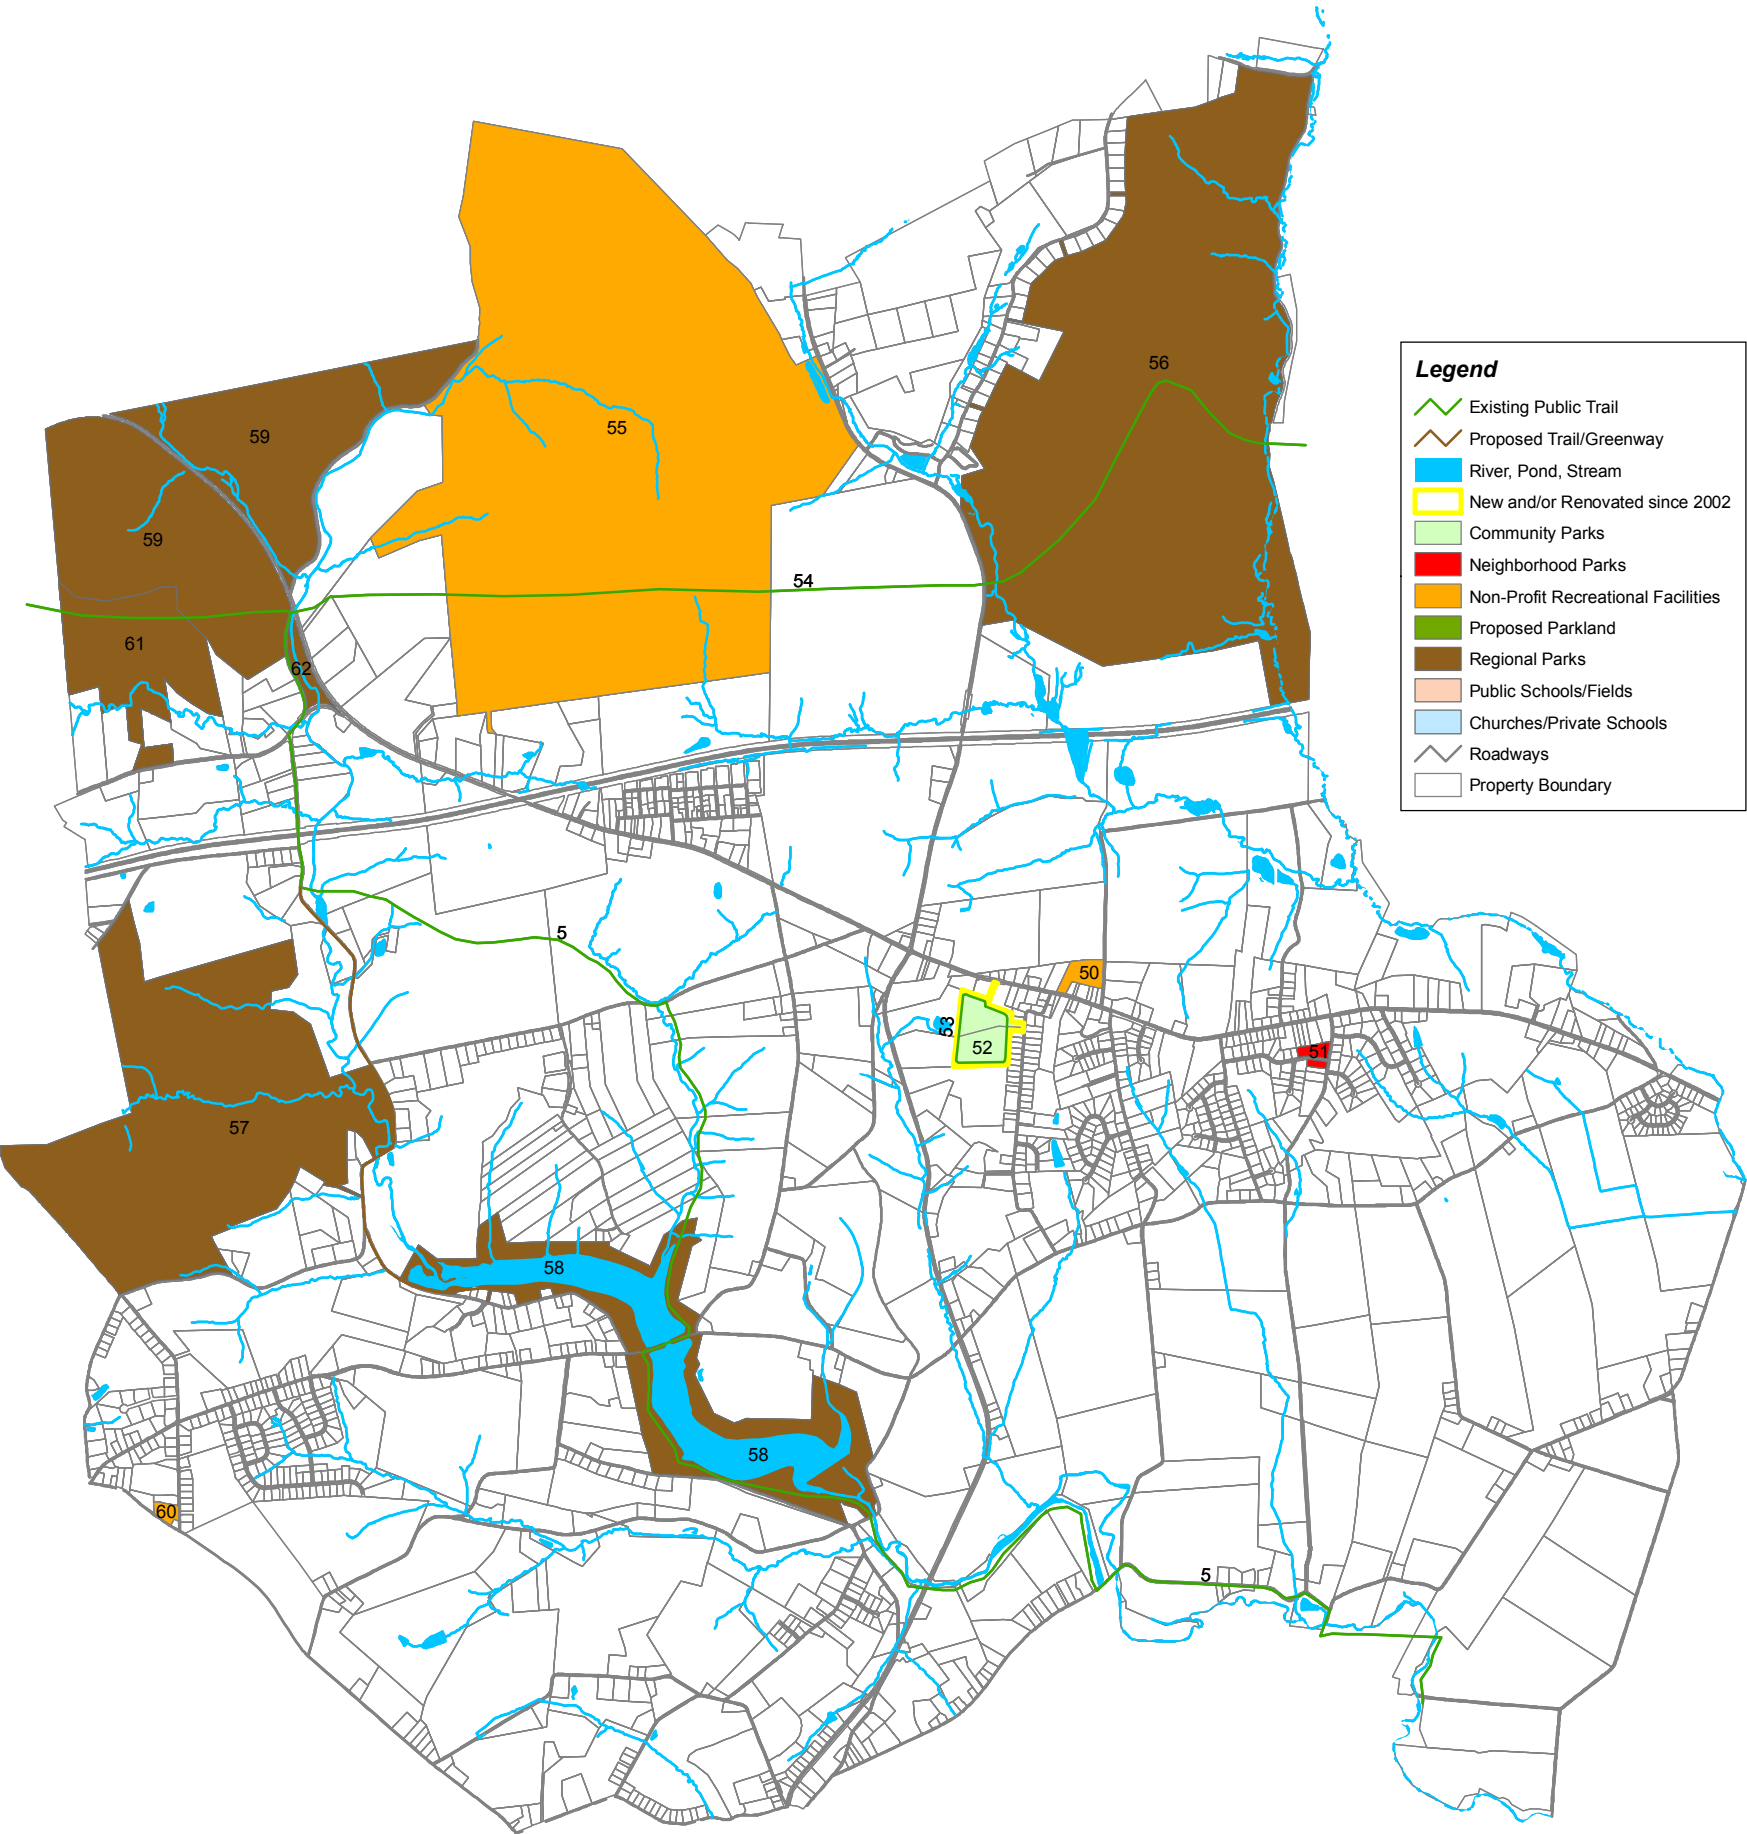 56
59
55
59
54
61
62
5
50
53
52
51
57
58
58
60
5
Legend
Existing Public Trail
Proposed Trail/Greenway
River, Pond, Stream
New and/or Renovated since 2002
Community Parks
Neighborhood Parks
Non-Profit Recreational Facilities
Proposed Parkland
Regional Parks
Public Schools/Fields
Churches/Private Schools
Roadways
Property Boundary